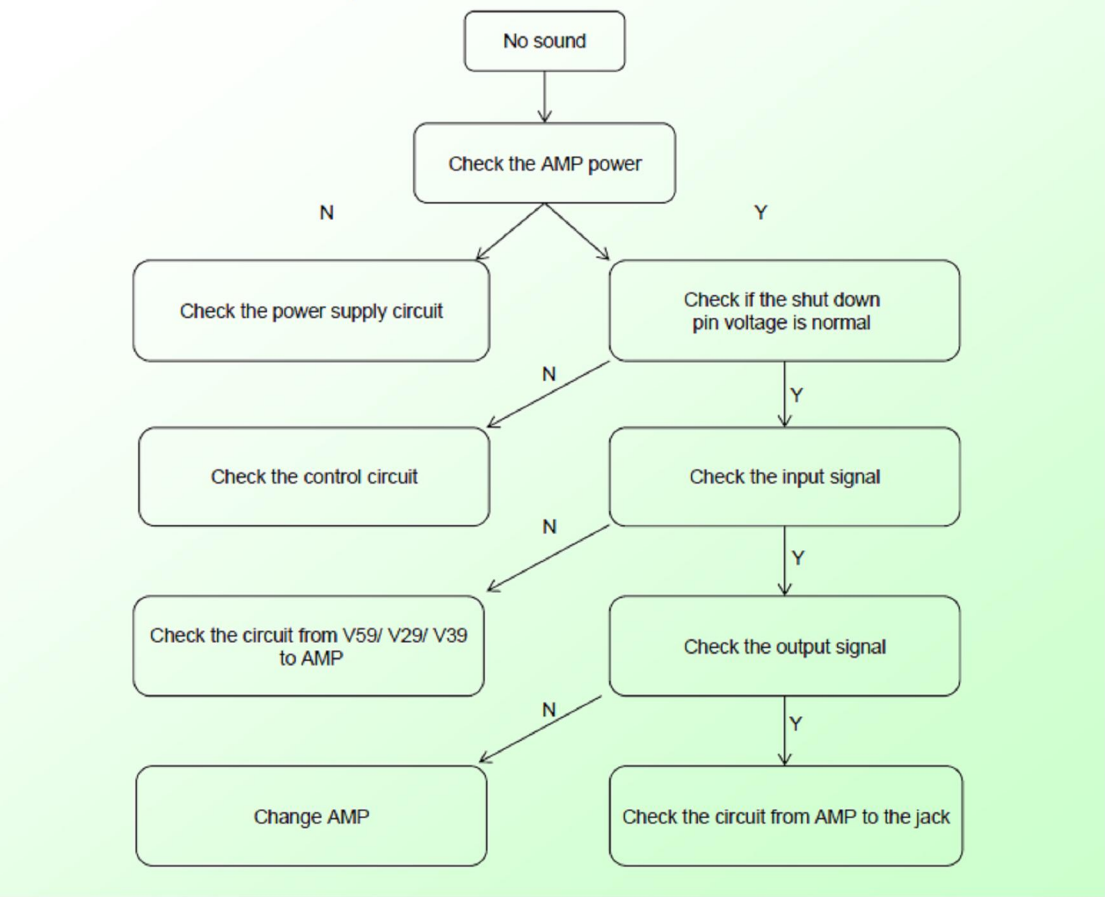 No sound
Check the AMP power
N
Y
Check the power supply circuit
Check if the shut down
pin voltage is normal
N
Y
Check the control circuit
Check the input signal
N
Y
Check the circuit from V59/ V29/ V39
to AMP
Check the output signal
N
Y
Change AMP
Check the circuit from AMP to the jack